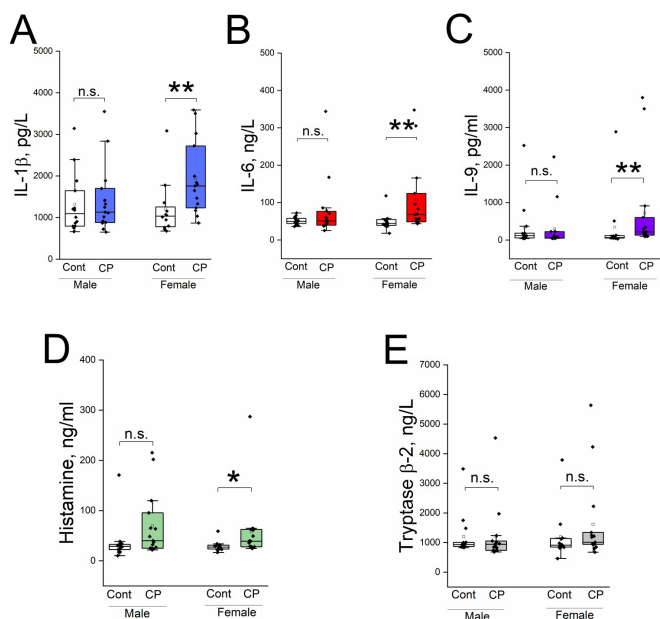 A
IL-1β, pg/L
5000
4000
3000
2000
1000
0
n.s.
**
Cont CP Cont CP
Male Female
B
IL-6, ng/L
500
400
200
150
100
50
0
n.s.
**
Cont CP Cont CP
Male Female
C
IL-9, pg/ml
5000
4000
3000
2000
1000
0
n.s.
**
Cont CP Cont CP
Male Female
D
Histamine, ng/ml
400
300
200
100
50
0
n.s.
*
Cont CP Cont CP
Male Female
E
Tryptase β-2, ng/L
7000
6000
5000
4000
3000
2000
1000
0
n.s.
n.s.
Cont CP Cont CP
Male Female